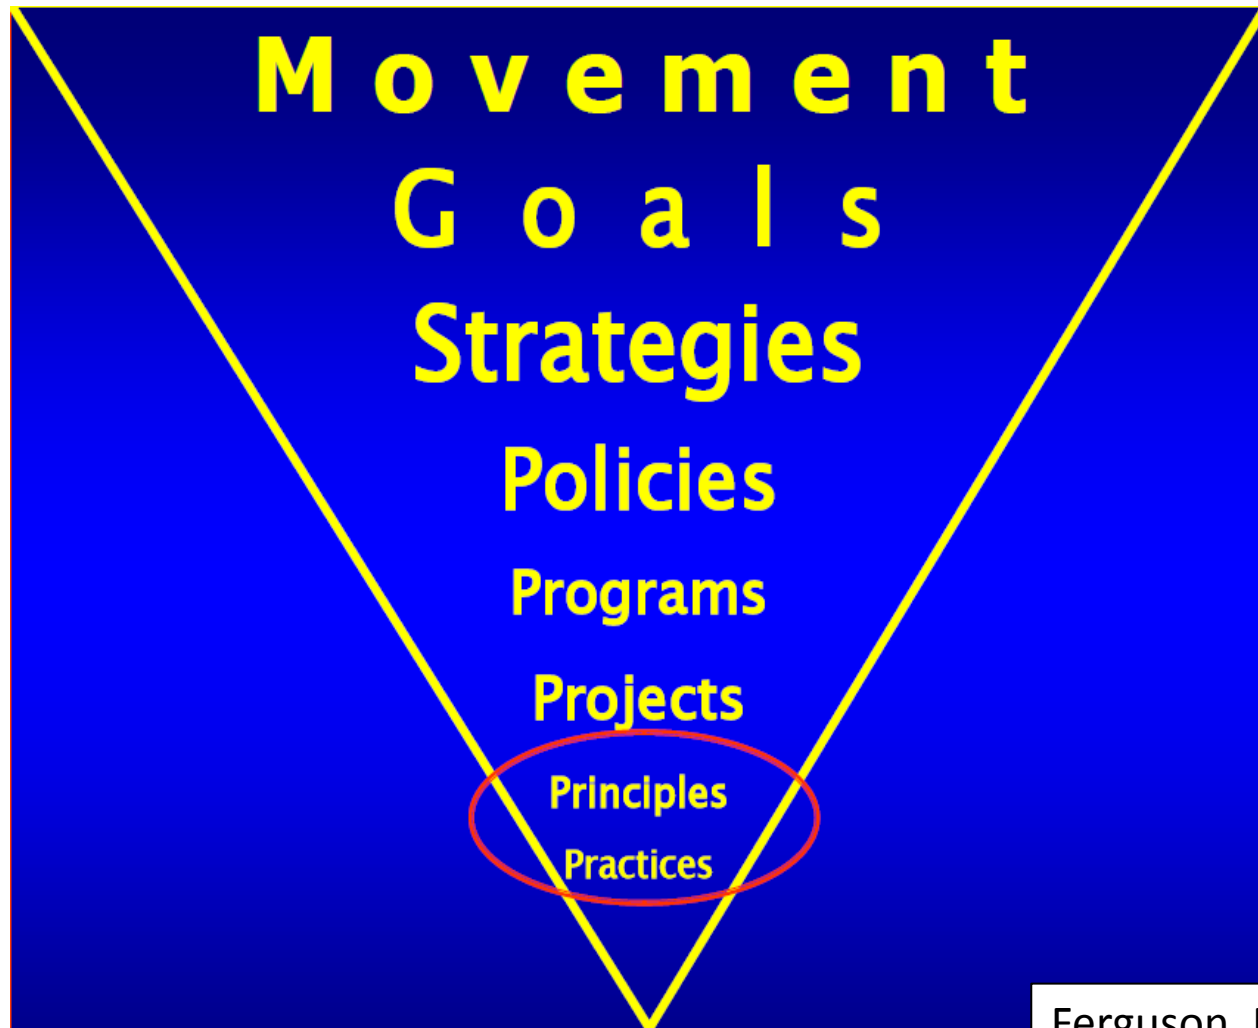 Movement
Goals
Strategies
Policies
Programs
Projects
Principles
Practices
Ferguson,